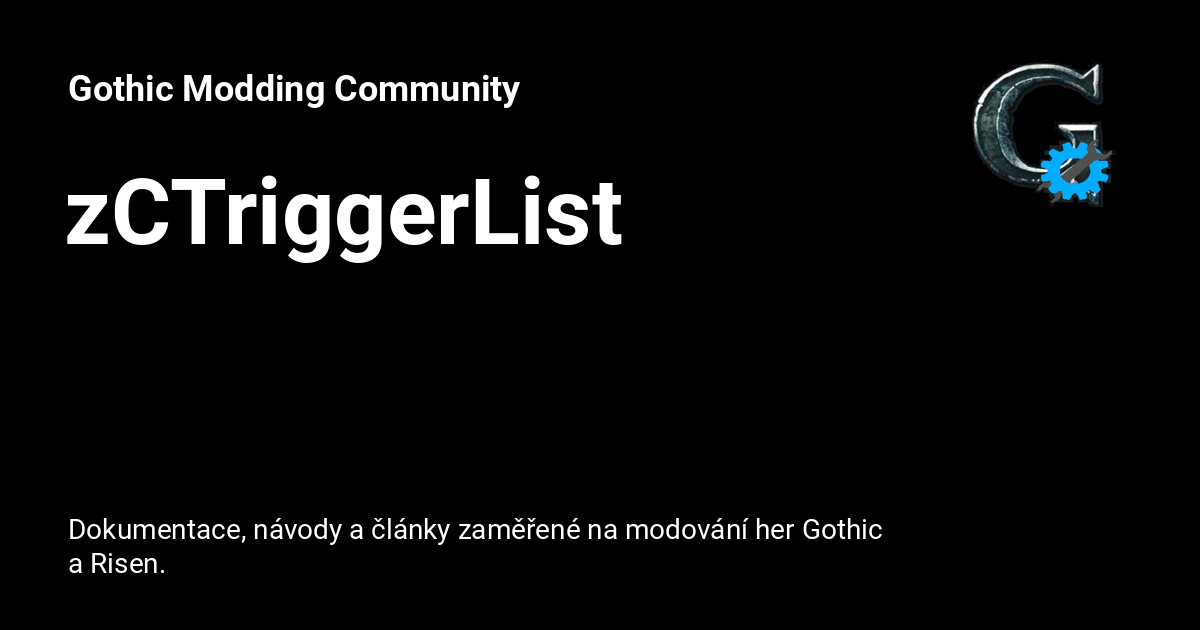 Gothic Modding Community
zCTriggerList
Dokumentace, návody a články zaměřené na modování her Gothic
a Risen.